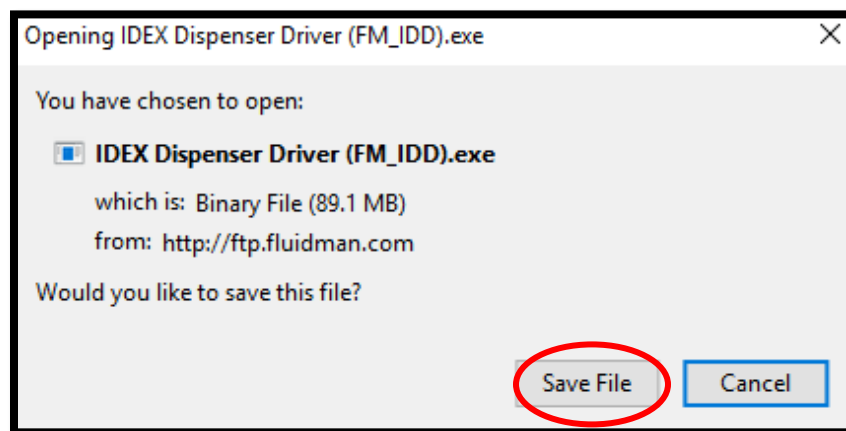 Opening IDEX Dispenser Driver (FM_IDD).exe
You have chosen to open:
IDEX Dispenser Driver (FM_IDD).exe
which is: Binary File (89.1 MB)
from: http://ftp.fluidman.com
Would you like to save this file?
Save File Cancel